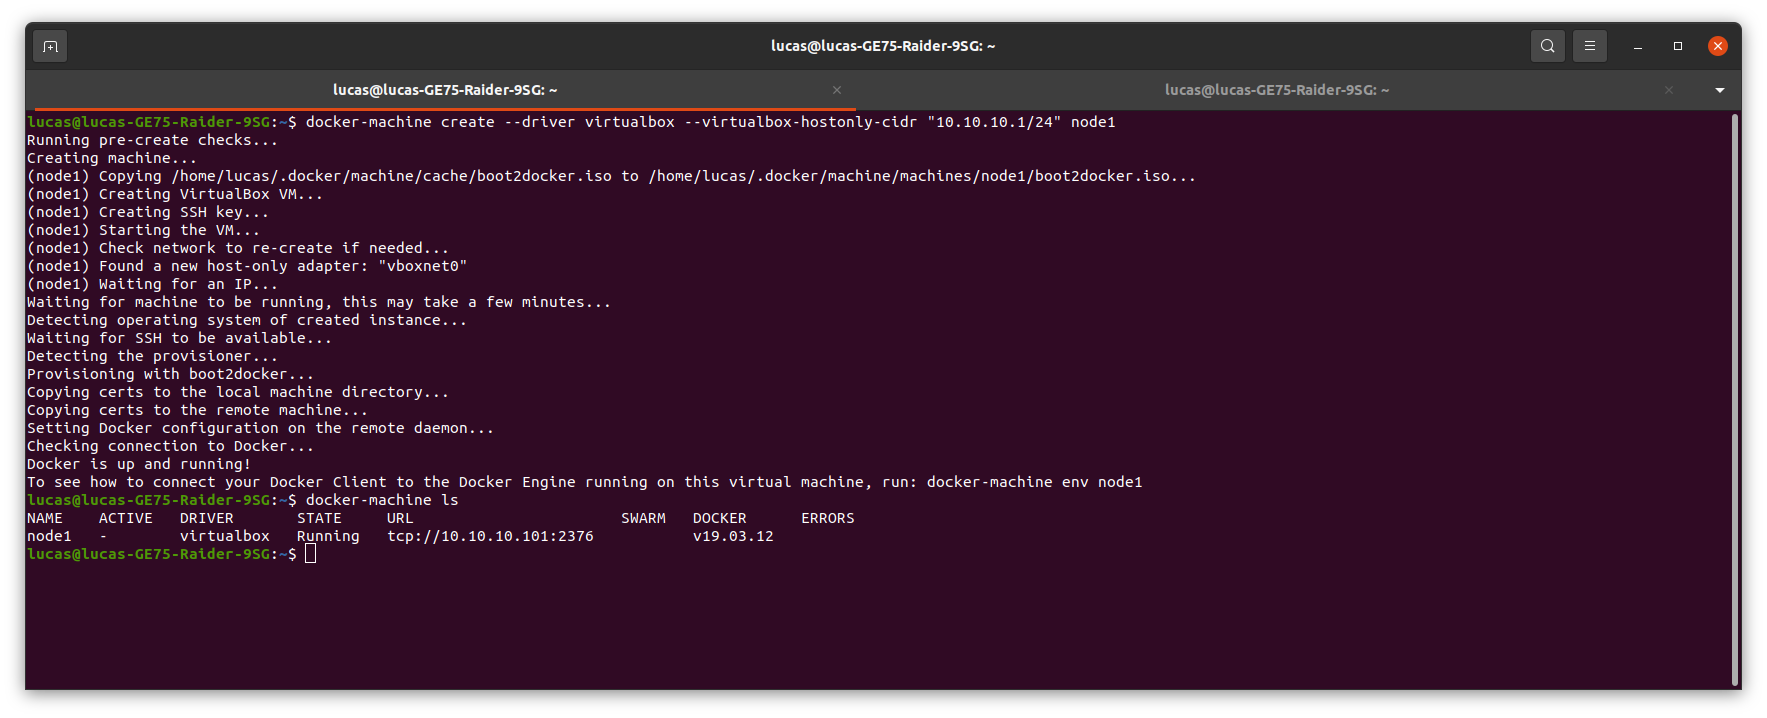 lucas@lucas-GE75-Raider-9SG: ~
lucas@lucas-GE75-Raider-9SG: ~
lucas@lucas-GE75-Raider-9SG: ~
lucas@lucas-GE75-Raider-9SG:~$ docker-machine create --driver virtualbox --virtualbox-hostonly-cidr "10.10.10.1/24" node1
Running pre-create checks...
Creating machine...
(node1) Copying /home/lucas/.docker/machine/cache/boot2docker.iso to /home/lucas/.docker/machine/machines/node1/boot2docker.iso...
(node1) Creating VirtualBox VM...
(node1) Creating SSH key...
(node1) Starting the VM...
(node1) Check network to re-create if needed...
(node1) Found a new host-only adapter: "vboxnet0"
(node1) Waiting for an IP...
Waiting for machine to be running, this may take a few minutes...
Detecting operating system of created instance...
Waiting for SSH to be available...
Detecting the provisioner...
Provisioning with boot2docker...
Copying certs to the local machine directory...
Copying certs to the remote machine...
Setting Docker configuration on the remote daemon...
Checking connection to Docker...
Docker is up and running!
To see how to connect your Docker Client to the Docker Engine running on this virtual machine, run: docker-machine env node1
lucas@lucas-GE75-Raider-9SG:~$ docker-machine ls
NAME    ACTIVE   DRIVER       STATE     URL                       SWARM   DOCKER      ERRORS
node1   -        virtualbox   Running   tcp://10.10.10.101:2376           v19.03.12
lucas@lucas-GE75-Raider-9SG:~$